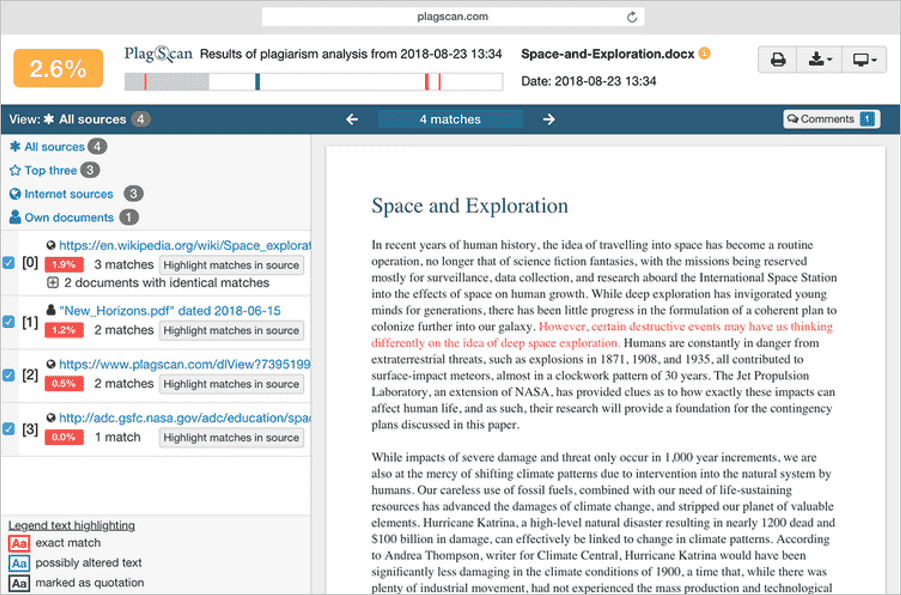 plagscan.com
2.6%
PlagScan Results of plagiarism analysis from 2018-08-23 13:34
Space-and-Exploration.docx 1
Date: 2018-08-23 13:34
View: All sources 4
4 matches
Comments 1
All sources 4
Top three 3
Internet sources 3
Own documents 1
https://en.wikipedia.org/wiki/Space_explorat
[0] 1.9% 3 matches Highlight matches in source
2 documents with identical matches
"New_Horizons.pdf" dated 2018-06-15
[1] 1.2% 2 matches Highlight matches in source
https://www.plagscan.com/dlView?7395199
[2] 0.5% 2 matches Highlight matches in source
http://adc.gsfc.nasa.gov/adc/education/spac
[3] 0.0% 1 match Highlight matches in source
Legend text highlighting
Aa exact match
Aa possibly altered text
Aa marked as quotation
Space and Exploration
In recent years of human history, the idea of travelling into space has become a routine
operation, no longer that of science fiction fantasies, with the missions being reserved
mostly for surveillance, data collection, and research aboard the International Space Station
into the effects of space on human growth. While deep exploration has invigorated young
minds for generations, there has been little progress in the formulation of a coherent plan to
colonize further into our galaxy. However, certain destructive events may have us thinking
differently on the idea of deep space exploration. Humans are constantly in danger from
extraterrestrial threats, such as explosions in 1871, 1908, and 1935, all contributed to
surface-impact meteors, almost in a clockwork pattern of 30 years. The Jet Propulsion
Laboratory, an extension of NASA, has provided clues as to how exactly these impacts can
affect human life, and as such, their research will provide a foundation for the contingency
plans discussed in this paper.
While impacts of severe damage and threat only occur in 1,000 year increments, we are
also at the mercy of shifting climate patterns due to intervention into the natural system by
humans. Our careless use of fossil fuels, combined with our need of life-sustaining
resources has advanced the damages of climate change, and stripped our planet of valuable
elements. Hurricane Katrina, a high-level natural disaster resulting in nearly 1200 dead and
$100 billion in damage, can effectively be linked to change in climate patterns. According
to Andrea Thompson, writer for Climate Central, Hurricane Katrina would have been
significantly less damaging in the climate conditions of 1900, a time that, while there was
plenty of industrial movement, had not experienced the mass production and technological